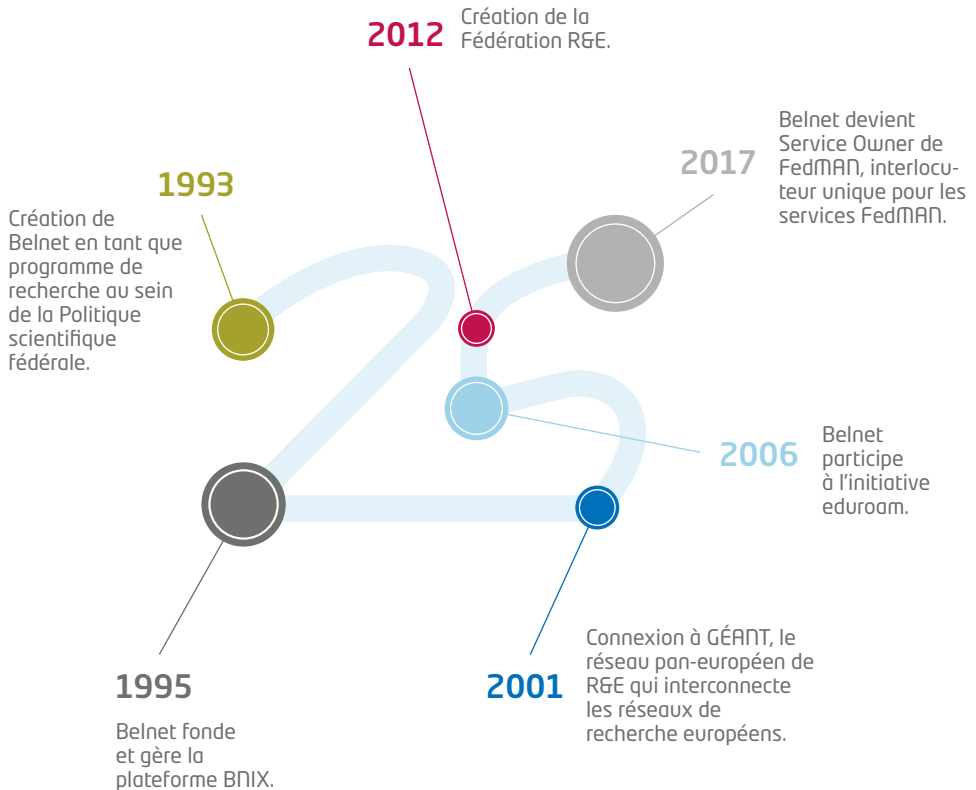 1993
Création de
Belnet en tant que
programme de
recherche au sein
de la Politique
scientifique
fédérale.
1995
Belnet fonde
et gère la
plateforme BNIX.
2001
Connexion à GÉANT, le
réseau pan-européen de
R&E qui interconnecte
les réseaux de
recherche européens.
2006
Belnet
participe
à l'initiative
eduroam.
2012
Création de la
Fédération R&E.
2017
Belnet devient
Service Owner de
FedMAN, interlocu-
teur unique pour les
services FedMAN.